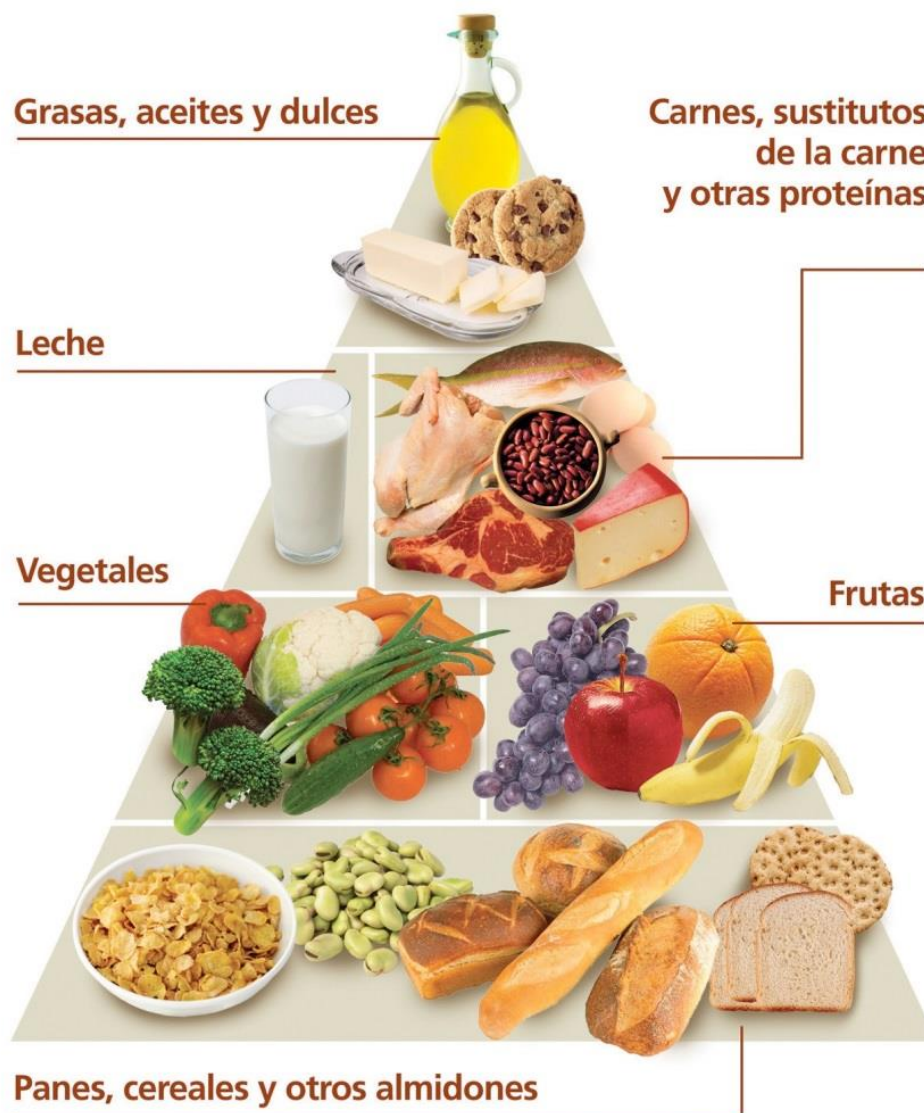 Grasas, aceites y dulces
Carnes, sustitutos
de la carne
y otras proteínas
Leche
Vegetales
Frutas
Panes, cereales y otros almidones